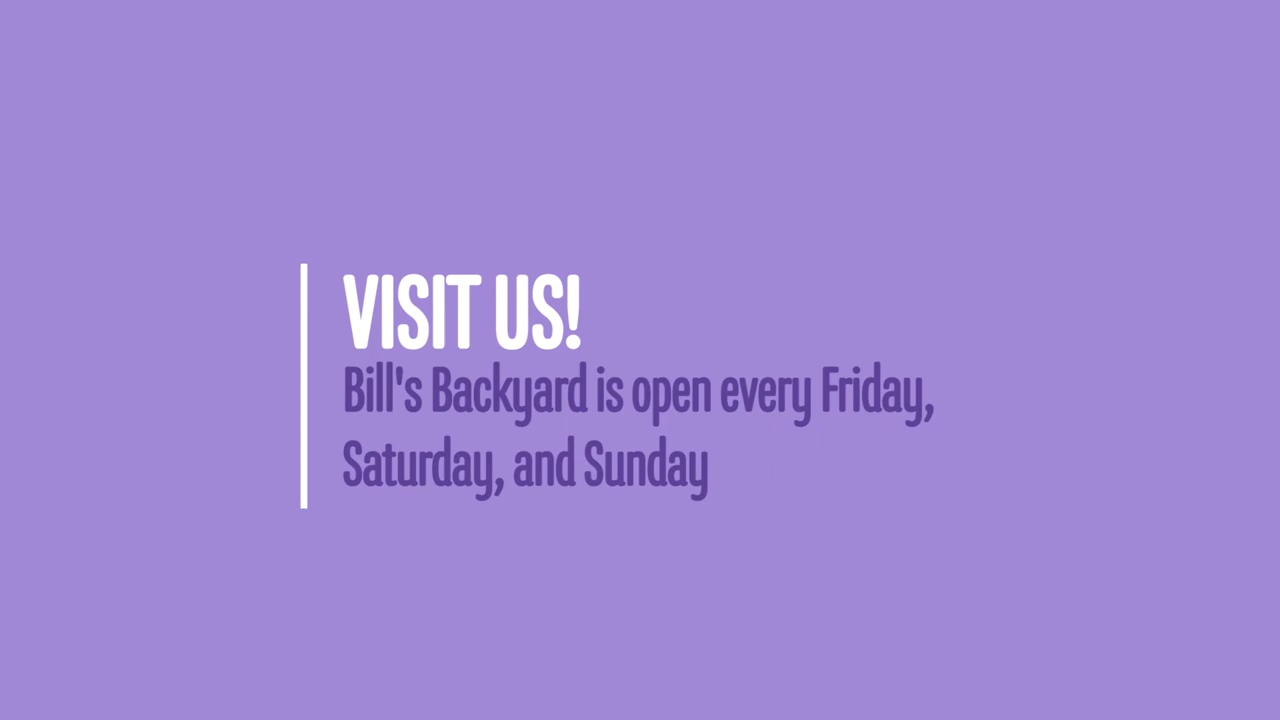 VISIT US!
Bill's Backyard is open every Friday,
Saturday, and Sunday